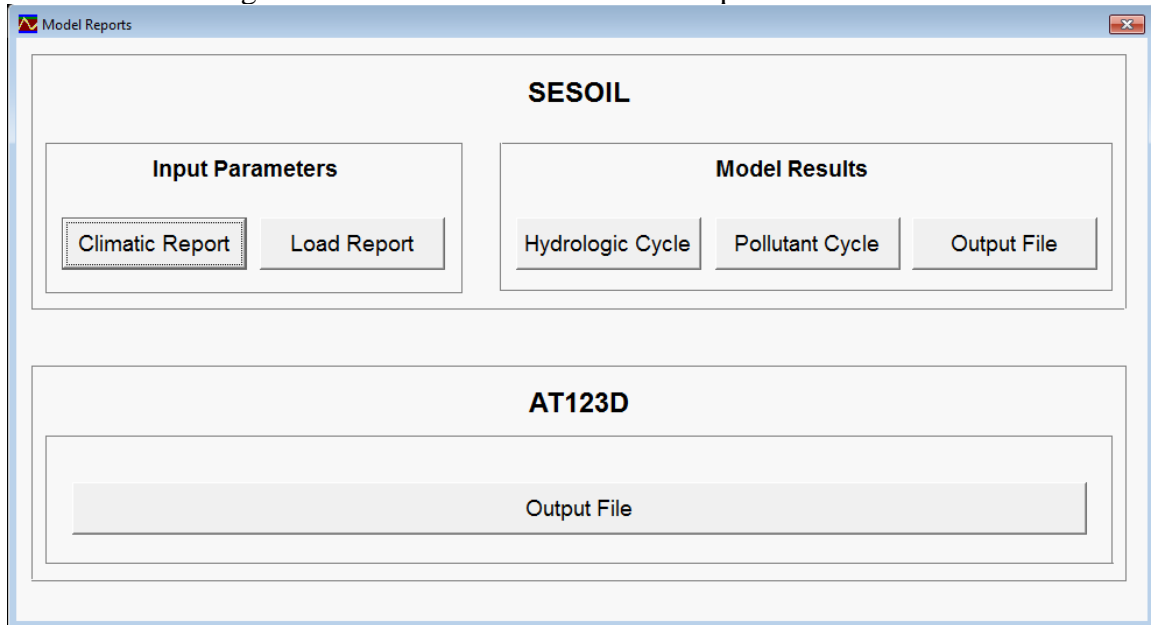 Model Reports
SESOIL
Input Parameters
Model Results
Climatic Report
Load Report
Hydrologic Cycle
Pollutant Cycle
Output File
AT123D
Output File